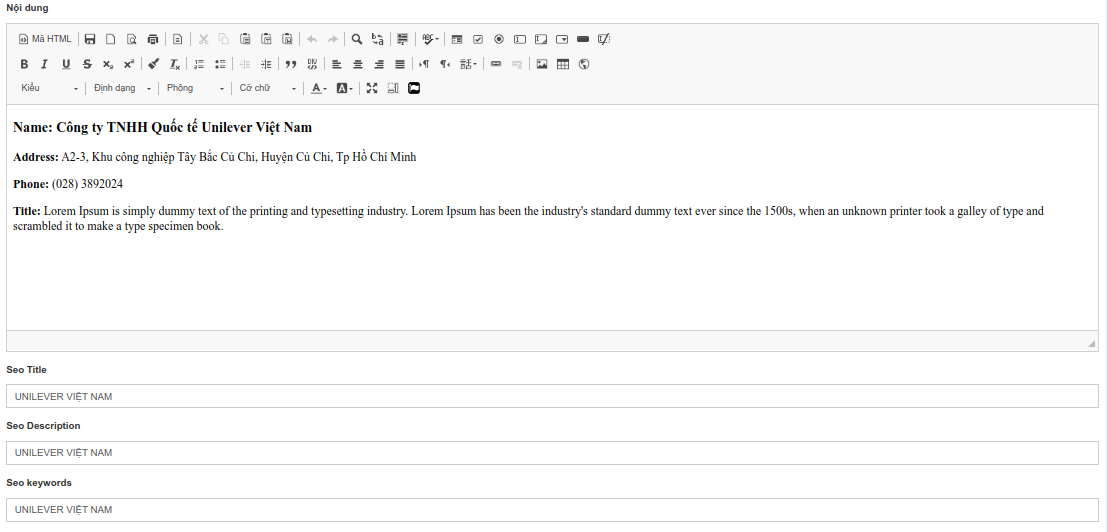 Nội dung
Mã HTML
Kiểu Định dạng Phông Cỡ chữ
Name: Công ty TNHH Quốc tế Unilever Việt Nam
Address: A2-3, Khu công nghiệp Tây Bắc Củ Chi, Huyện Củ Chi, Tp Hồ Chí Minh
Phone: (028) 3892024
Title: Lorem Ipsum is simply dummy text of the printing and typesetting industry. Lorem Ipsum has been the industry's standard dummy text ever since the 1500s, when an unknown printer took a galley of type and
scrambled it to make a type specimen book.
Seo Title
UNILEVER VIỆT NAM
Seo Description
UNILEVER VIỆT NAM
Seo keywords
UNILEVER VIỆT NAM